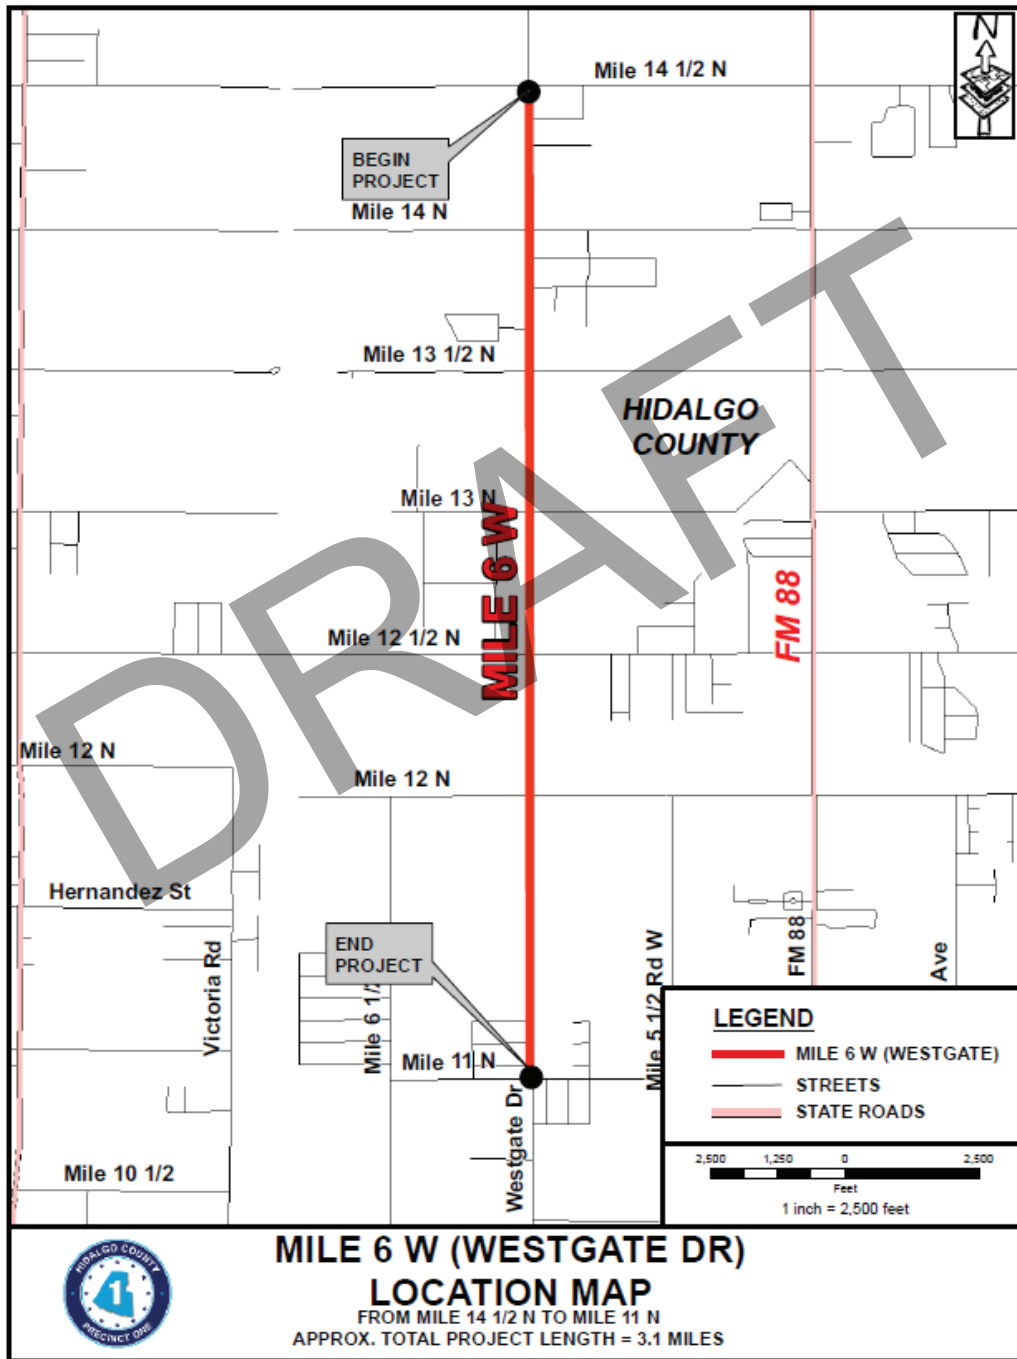 N
Mile 14 1/2 N
BEGIN
PROJECT
Mile 14 N
Mile 13 1/2 N
HIDALGO
COUNTY
Mile 13 N
MILE 6 W
FM 88
Mile 12 1/2 N
DRAFT
Mile 12 N
Mile 12 N
Hernandez St
Victoria Rd
END
PROJECT
Mile 6 1/2
Mile 11 N
Westgate Dr
Mile 5 1/2 Rd W
FM 88
Ave
Mile 10 1/2
LEGEND
MILE 6 W (WESTGATE)
STREETS
STATE ROADS
2,500 1,250 0 2,500
Feet
1 inch = 2,500 feet
HIDALGO COUNTY
1
PRECINCT ONE
MILE 6 W (WESTGATE DR)
LOCATION MAP
FROM MILE 14 1/2 N TO MILE 11 N
APPROX. TOTAL PROJECT LENGTH = 3.1 MILES